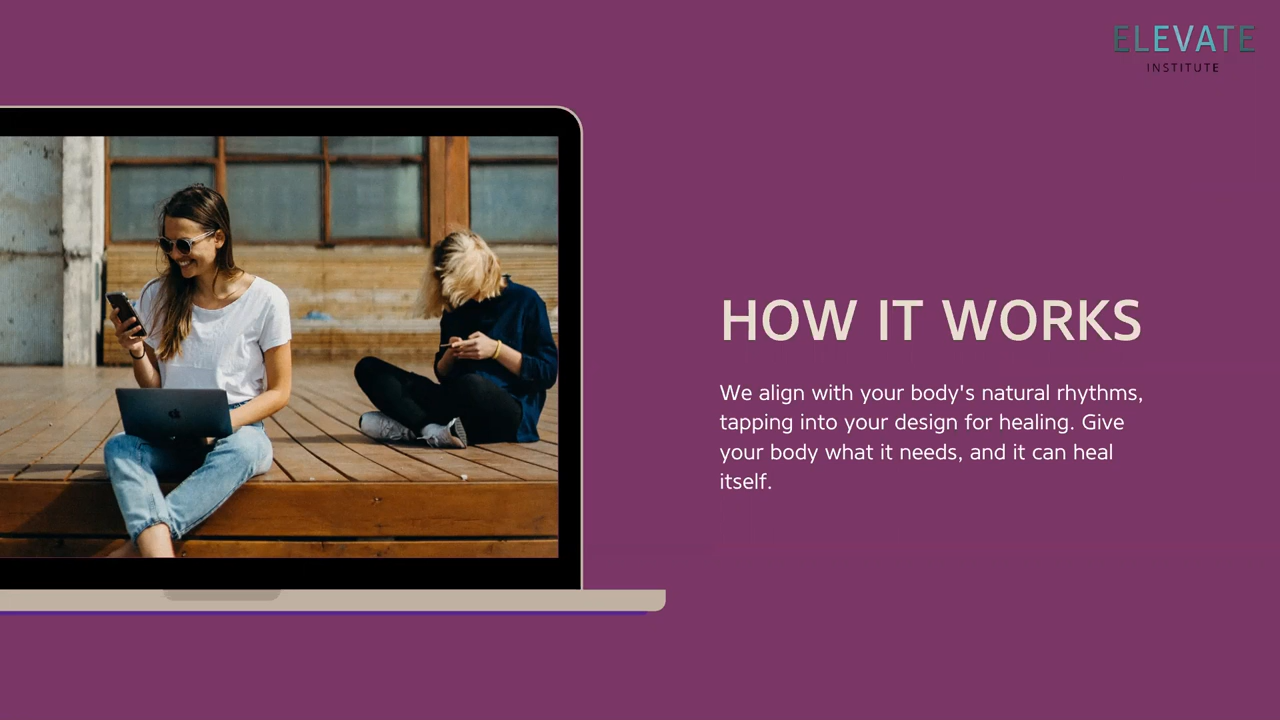 ELEVATE
INSTITUTE
HOW IT WORKS
We align with your body's natural rhythms,
tapping into your design for healing. Give
your body what it needs, and it can heal
itself.